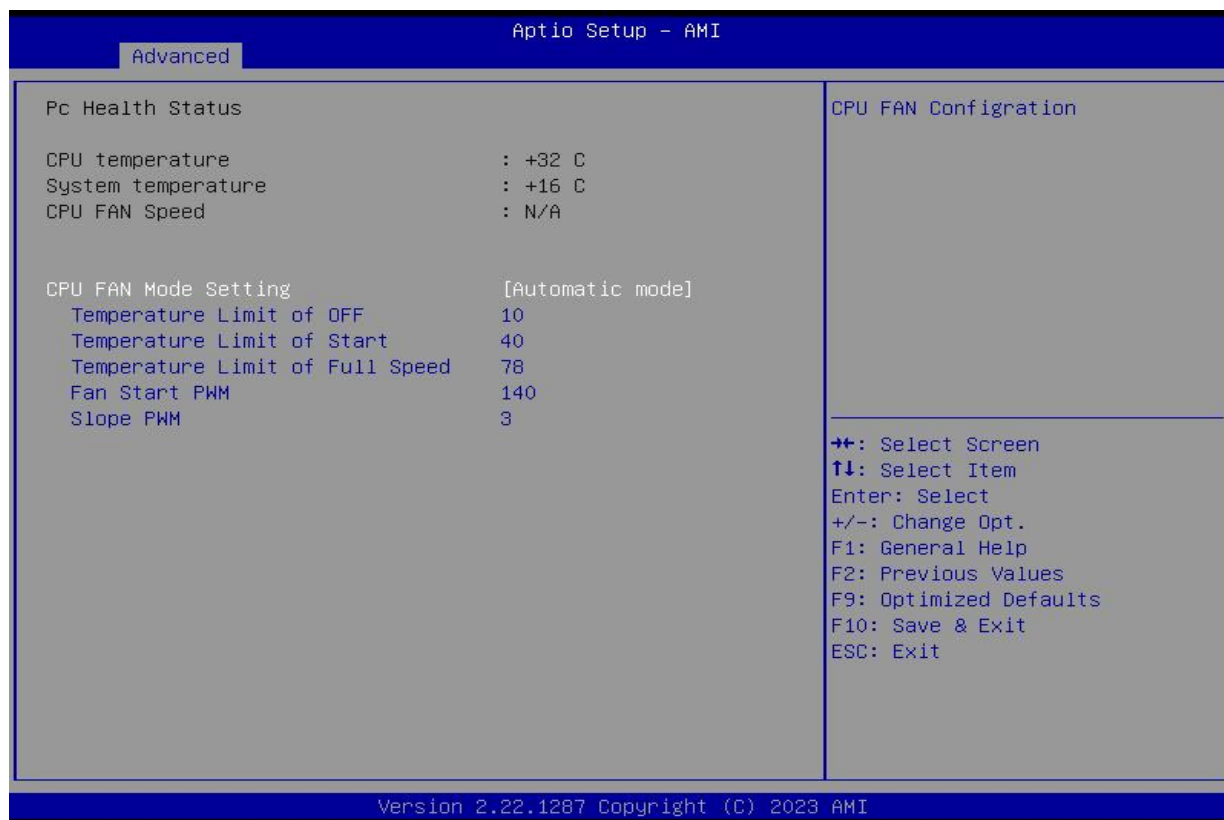 Aptio Setup – AMI
Advanced
Pc Health Status
CPU temperature : +32 C
System temperature : +16 C
CPU FAN Speed : N/A
CPU FAN Mode Setting [Automatic mode]
Temperature Limit of OFF 10
Temperature Limit of Start 40
Temperature Limit of Full Speed 78
Fan Start PWM 140
Slope PWM 3
CPU FAN Configration
→←: Select Screen
↑↓: Select Item
Enter: Select
+/-: Change Opt.
F1: General Help
F2: Previous Values
F9: Optimized Defaults
F10: Save & Exit
ESC: Exit
Version 2.22.1287 Copyright (C) 2023 AMI